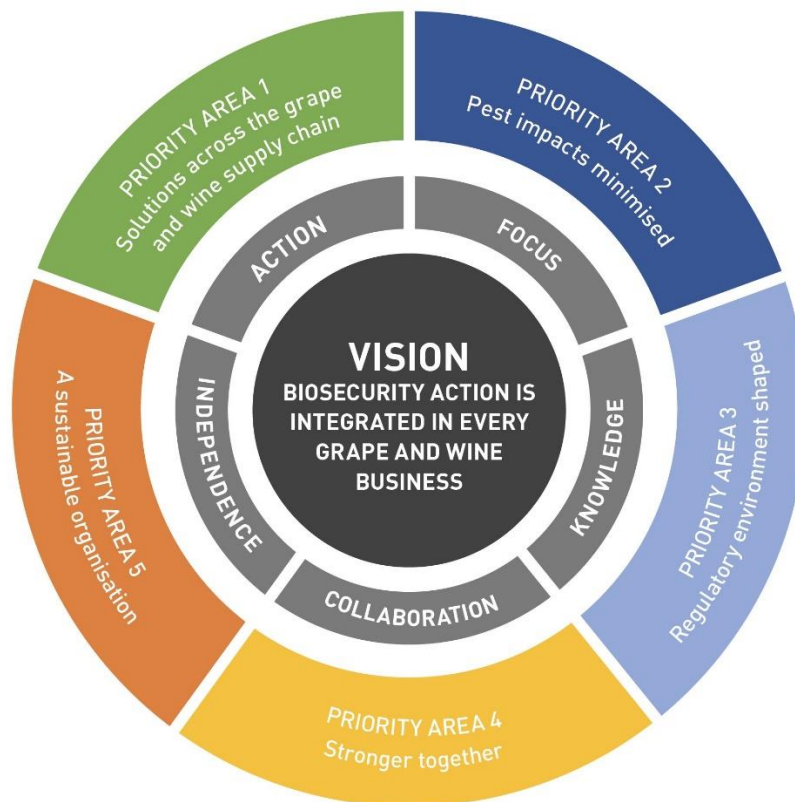 PRIORITY AREA 1
Solutions across the grape
and wine supply chain
PRIORITY AREA 2
Pest impacts minimised
PRIORITY AREA 3
Regulatory environment shaped
PRIORITY AREA 4
Stronger together
PRIORITY AREA 5
A sustainable organisation
ACTION
FOCUS
KNOWLEDGE
COLLABORATION
INDEPENDENCE
VISION
BIOSECURITY ACTION IS
INTEGRATED IN EVERY
GRAPE AND WINE
BUSINESS